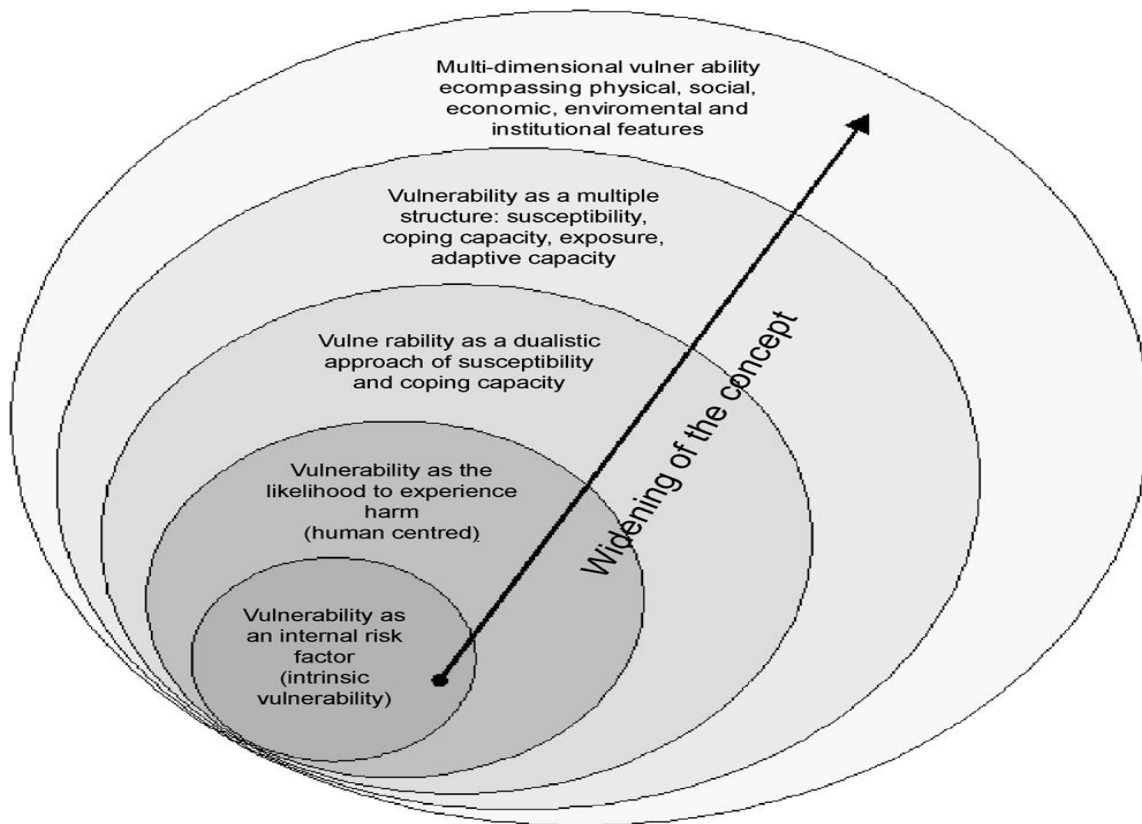 Multi-dimensional vulner ability
ecompassing physical, social,
economic, enviromental and
institutional features
Vulnerability as a multiple
structure: susceptibility,
coping capacity, exposure,
adaptive capacity
Vulne rability as a dualistic
approach of susceptibility
and coping capacity
Vulnerability as the
likelihood to experience
harm
(human centred)
Vulnerability as
an internal risk
factor
(intrinsic
vulnerability)
Widening of the concept